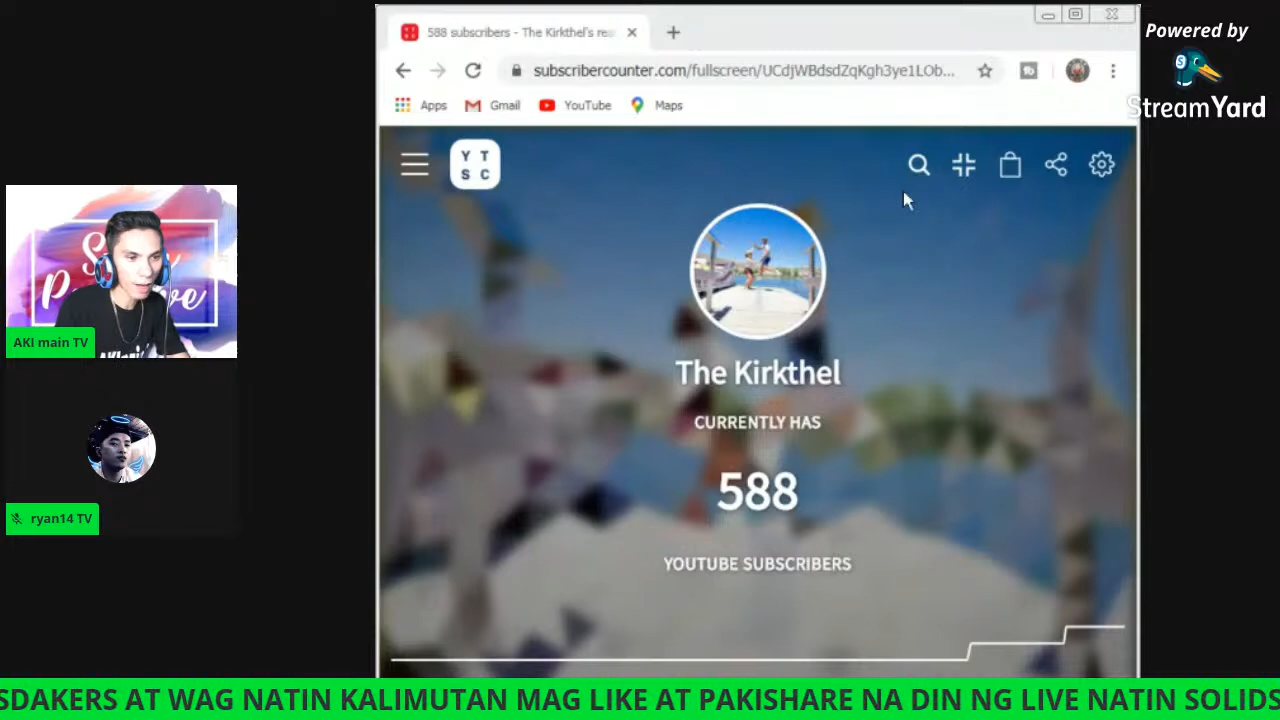 588 subscribers - The Kirkthel's rea
subscribercounter.com/fullscreen/UCdjWBdsdZqKgh3ye1LOb...
Apps
Gmail
YouTube
Maps
Powered by
StreamYard
Y T
S C
The Kirkthel
CURRENTLY HAS
588
YOUTUBE SUBSCRIBERS
AKI main TV
ryan14 TV
SDAKERS AT WAG NATIN KALIMUTAN MAG LIKE AT PAKISHARE NA DIN NG LIVE NATIN SOLIDS